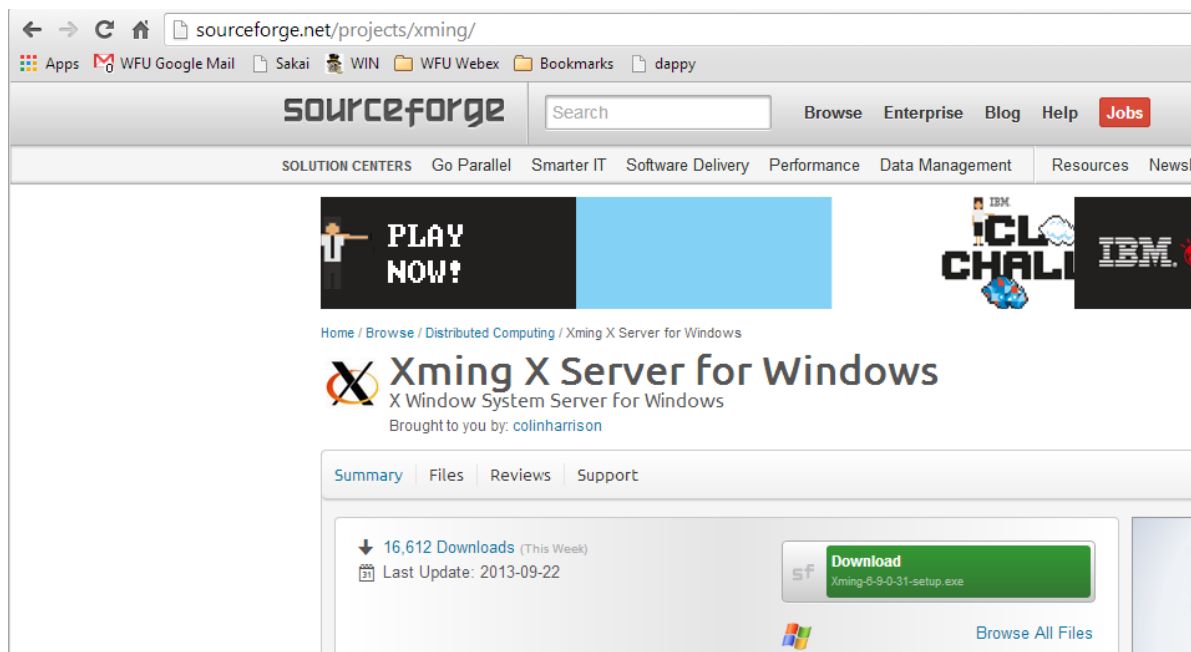 sourceforge.net/projects/xming/
Apps WFU Google Mail Sakai WIN WFU Webex Bookmarks dappy
sourceforge Search Browse Enterprise Blog Help Jobs
SOLUTION CENTERS Go Parallel Smarter IT Software Delivery Performance Data Management Resources
PLAY
NOW!
IBM
IBM.
Home / Browse / Distributed Computing / Xming X Server for Windows
Xming X Server for Windows
X Window System Server for Windows
Brought to you by: colinharrison
Summary Files Reviews Support
16,612 Downloads (This Week)
31 Last Update: 2013-09-22
sf Download
Xming-6-9-0-31-setup.exe
Browse All Files